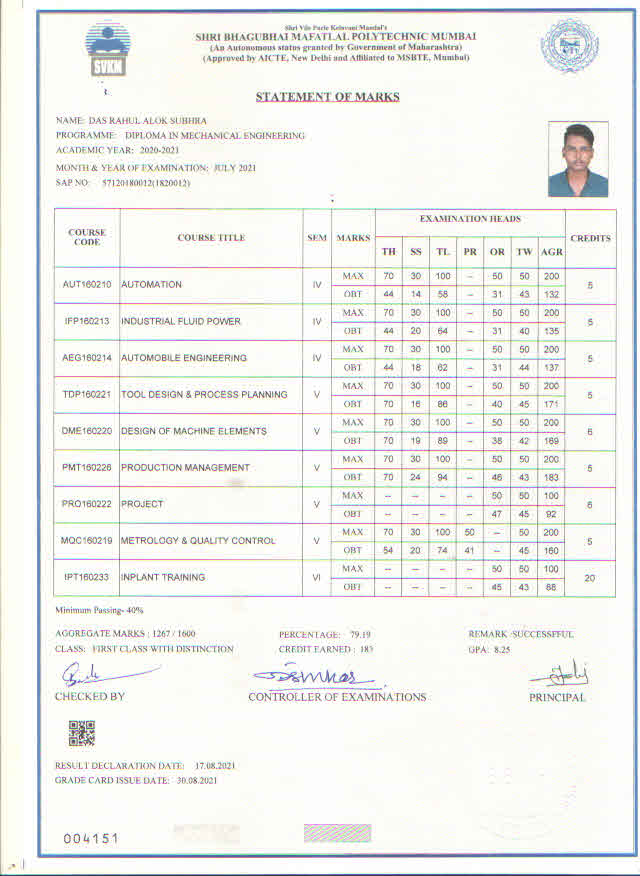 Shri Vile Parle Kelavani Mandal's
SHRI BHAGUBHAI MAFATLAL POLYTECHNIC MUMBAI
(An Autonomous status granted by Government of Maharashtra)
(Approved by AICTE, New Delhi and Affiliated to MSBTE, Mumbai)
SVKM
STATEMENT OF MARKS
NAME: DAS RAHUL ALOK SUBHRA
PROGRAMME: DIPLOMA IN MECHANICAL ENGINEERING
ACADEMIC YEAR: 2020-2021
MONTH & YEAR OF EXAMINATION: JULY 2021
SAP NO: 57120180012(1820012)
COURSE CODE COURSE TITLE SEM MARKS EXAMINATION HEADS CREDITS
TH SS TL PR OR TW AGR
AUT160210 AUTOMATION IV MAX 70 30 100 -- 50 50 200 5
OBT 44 14 58 -- 31 43 132
IFP160213 INDUSTRIAL FLUID POWER IV MAX 70 30 100 -- 50 50 200 5
OBT 44 20 64 -- 31 40 135
AEG160214 AUTOMOBILE ENGINEERING IV MAX 70 30 100 -- 50 50 200 5
OBT 44 18 62 -- 31 44 137
TDP160221 TOOL DESIGN & PROCESS PLANNING V MAX 70 30 100 -- 50 50 200 5
OBT 70 16 86 -- 40 45 171
DME160220 DESIGN OF MACHINE ELEMENTS V MAX 70 30 100 -- 50 50 200 6
OBT 70 19 89 -- 38 42 169
PMT160226 PRODUCTION MANAGEMENT V MAX 70 30 100 -- 50 50 200 5
OBT 70 24 94 -- 46 43 183
PRO160222 PROJECT V MAX -- -- -- -- 50 50 100 6
OBT -- -- -- -- 47 45 92
MQC160219 METROLOGY & QUALITY CONTROL V MAX 70 30 100 50 -- 50 200 5
OBT 54 20 74 41 -- 45 160
IPT160233 INPLANT TRAINING VI MAX -- -- -- -- 50 50 100 20
OBT -- -- -- -- 45 43 88
Minimum Passing- 40%
AGGREGATE MARKS : 1267 / 1600 PERCENTAGE: 79.19 REMARK :SUCCESSFUL
CLASS: FIRST CLASS WITH DISTINCTION CREDIT EARNED : 183 GPA: 8.25
CHECKED BY CONTROLLER OF EXAMINATIONS PRINCIPAL
RESULT DECLARATION DATE: 17.08.2021
GRADE CARD ISSUE DATE: 30.08.2021
004151